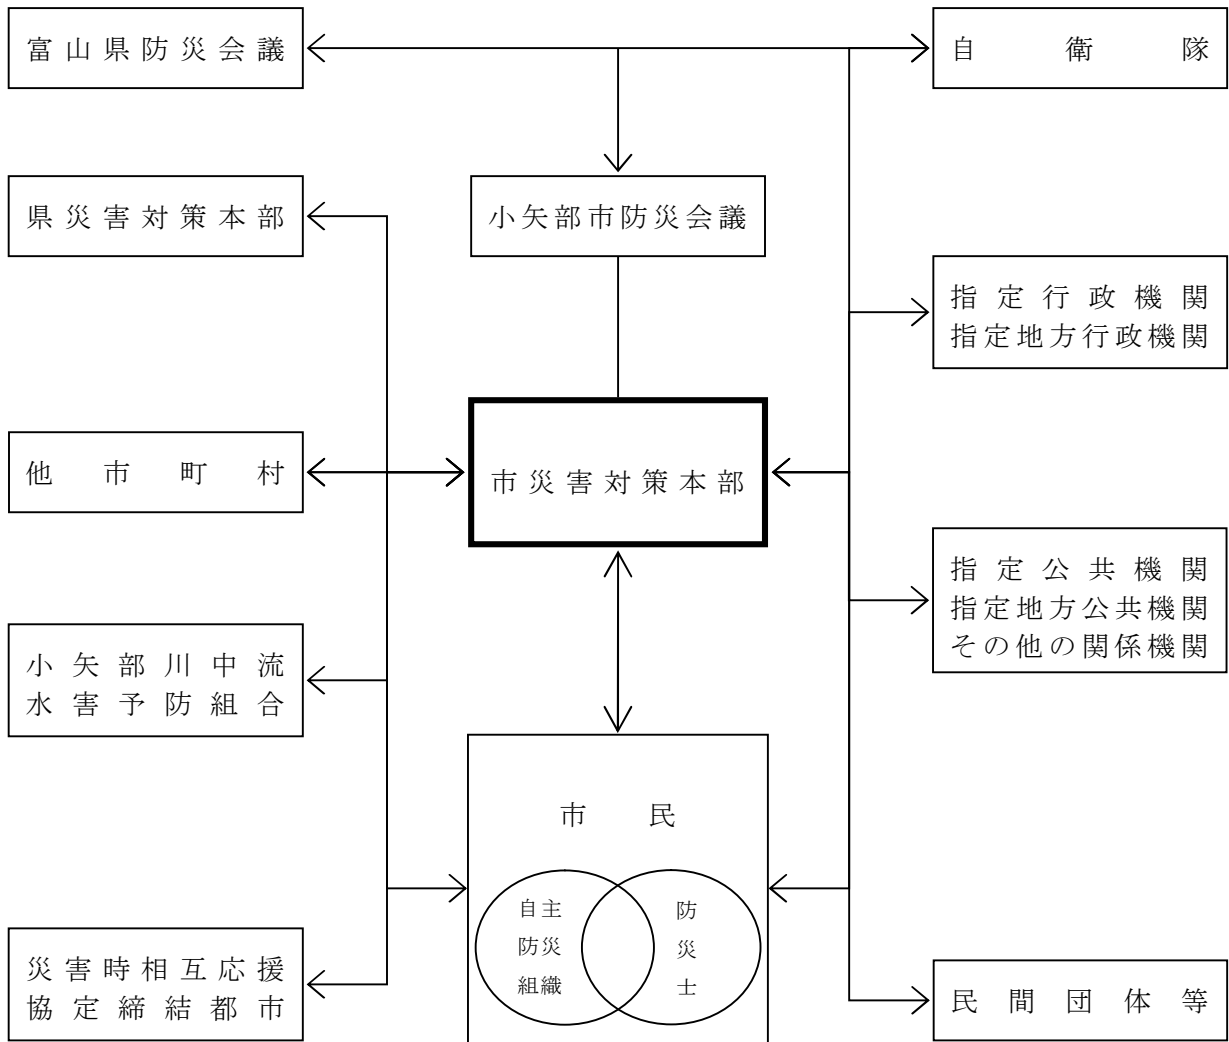 富山県防災会議
自衛隊
県災害対策本部
小矢部市防災会議
指定行政機関
指定地方行政機関
他市町村
市災害対策本部
指定公共機関
指定地方公共機関
その他の関係機関
小矢部川中流
水害予防組合
市民
自主
防災
組織
防
災
士
災害時相互応援
協定締結都市
民間団体等